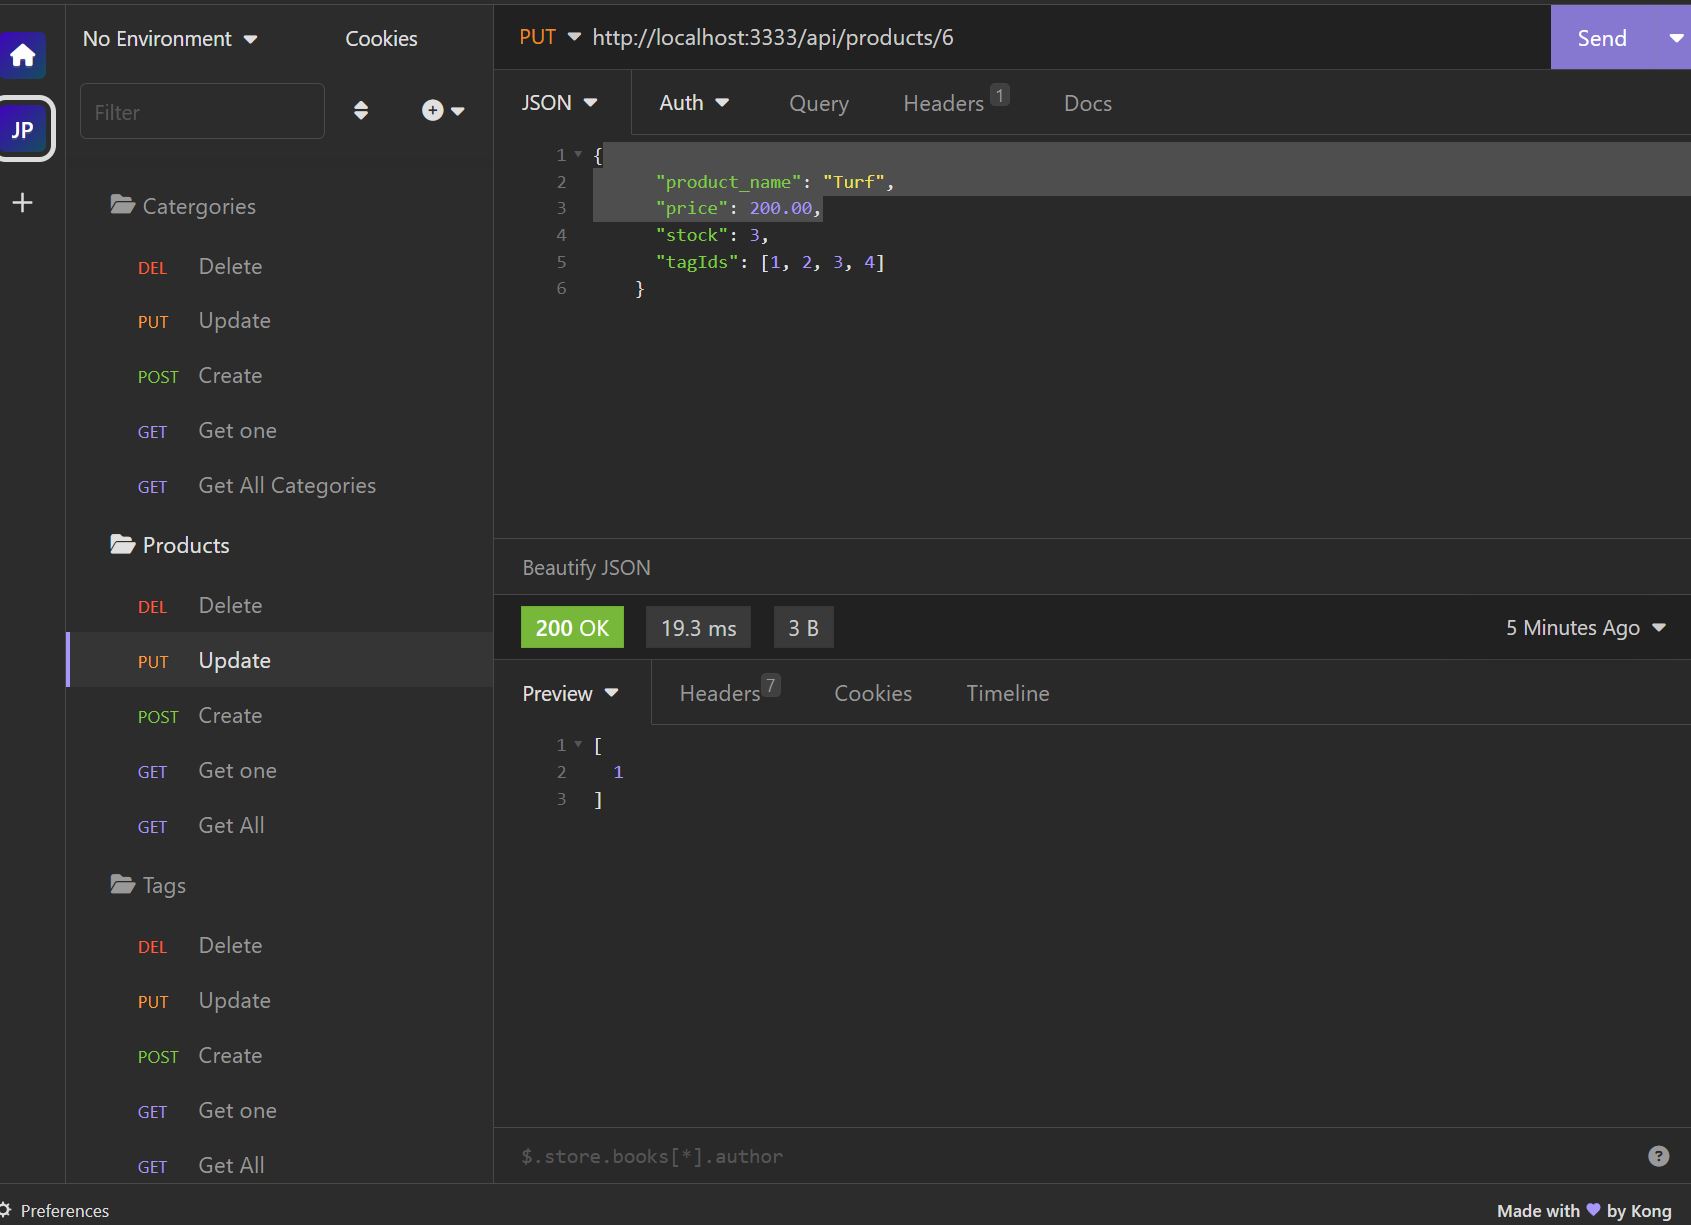 No Environment
Cookies
PUT http://localhost:3333/api/products/6
Send
Filter
JP
JSON
Auth
Query
Headers 1
Docs
1 {
2 "product_name": "Turf",
3 "price": 200.00,
4 "stock": 3,
5 "tagIds": [1, 2, 3, 4]
6 }
Catergories
DEL Delete
PUT Update
POST Create
GET Get one
GET Get All Categories
Products
DEL Delete
PUT Update
POST Create
GET Get one
GET Get All
Tags
DEL Delete
PUT Update
POST Create
GET Get one
GET Get All
Beautify JSON
200 OK
19.3 ms
3 B
5 Minutes Ago
Preview
Headers 7
Cookies
Timeline
1 [
2 1
3 ]
$.store.books[*].author
?
Preferences
Made with 💜 by Kong